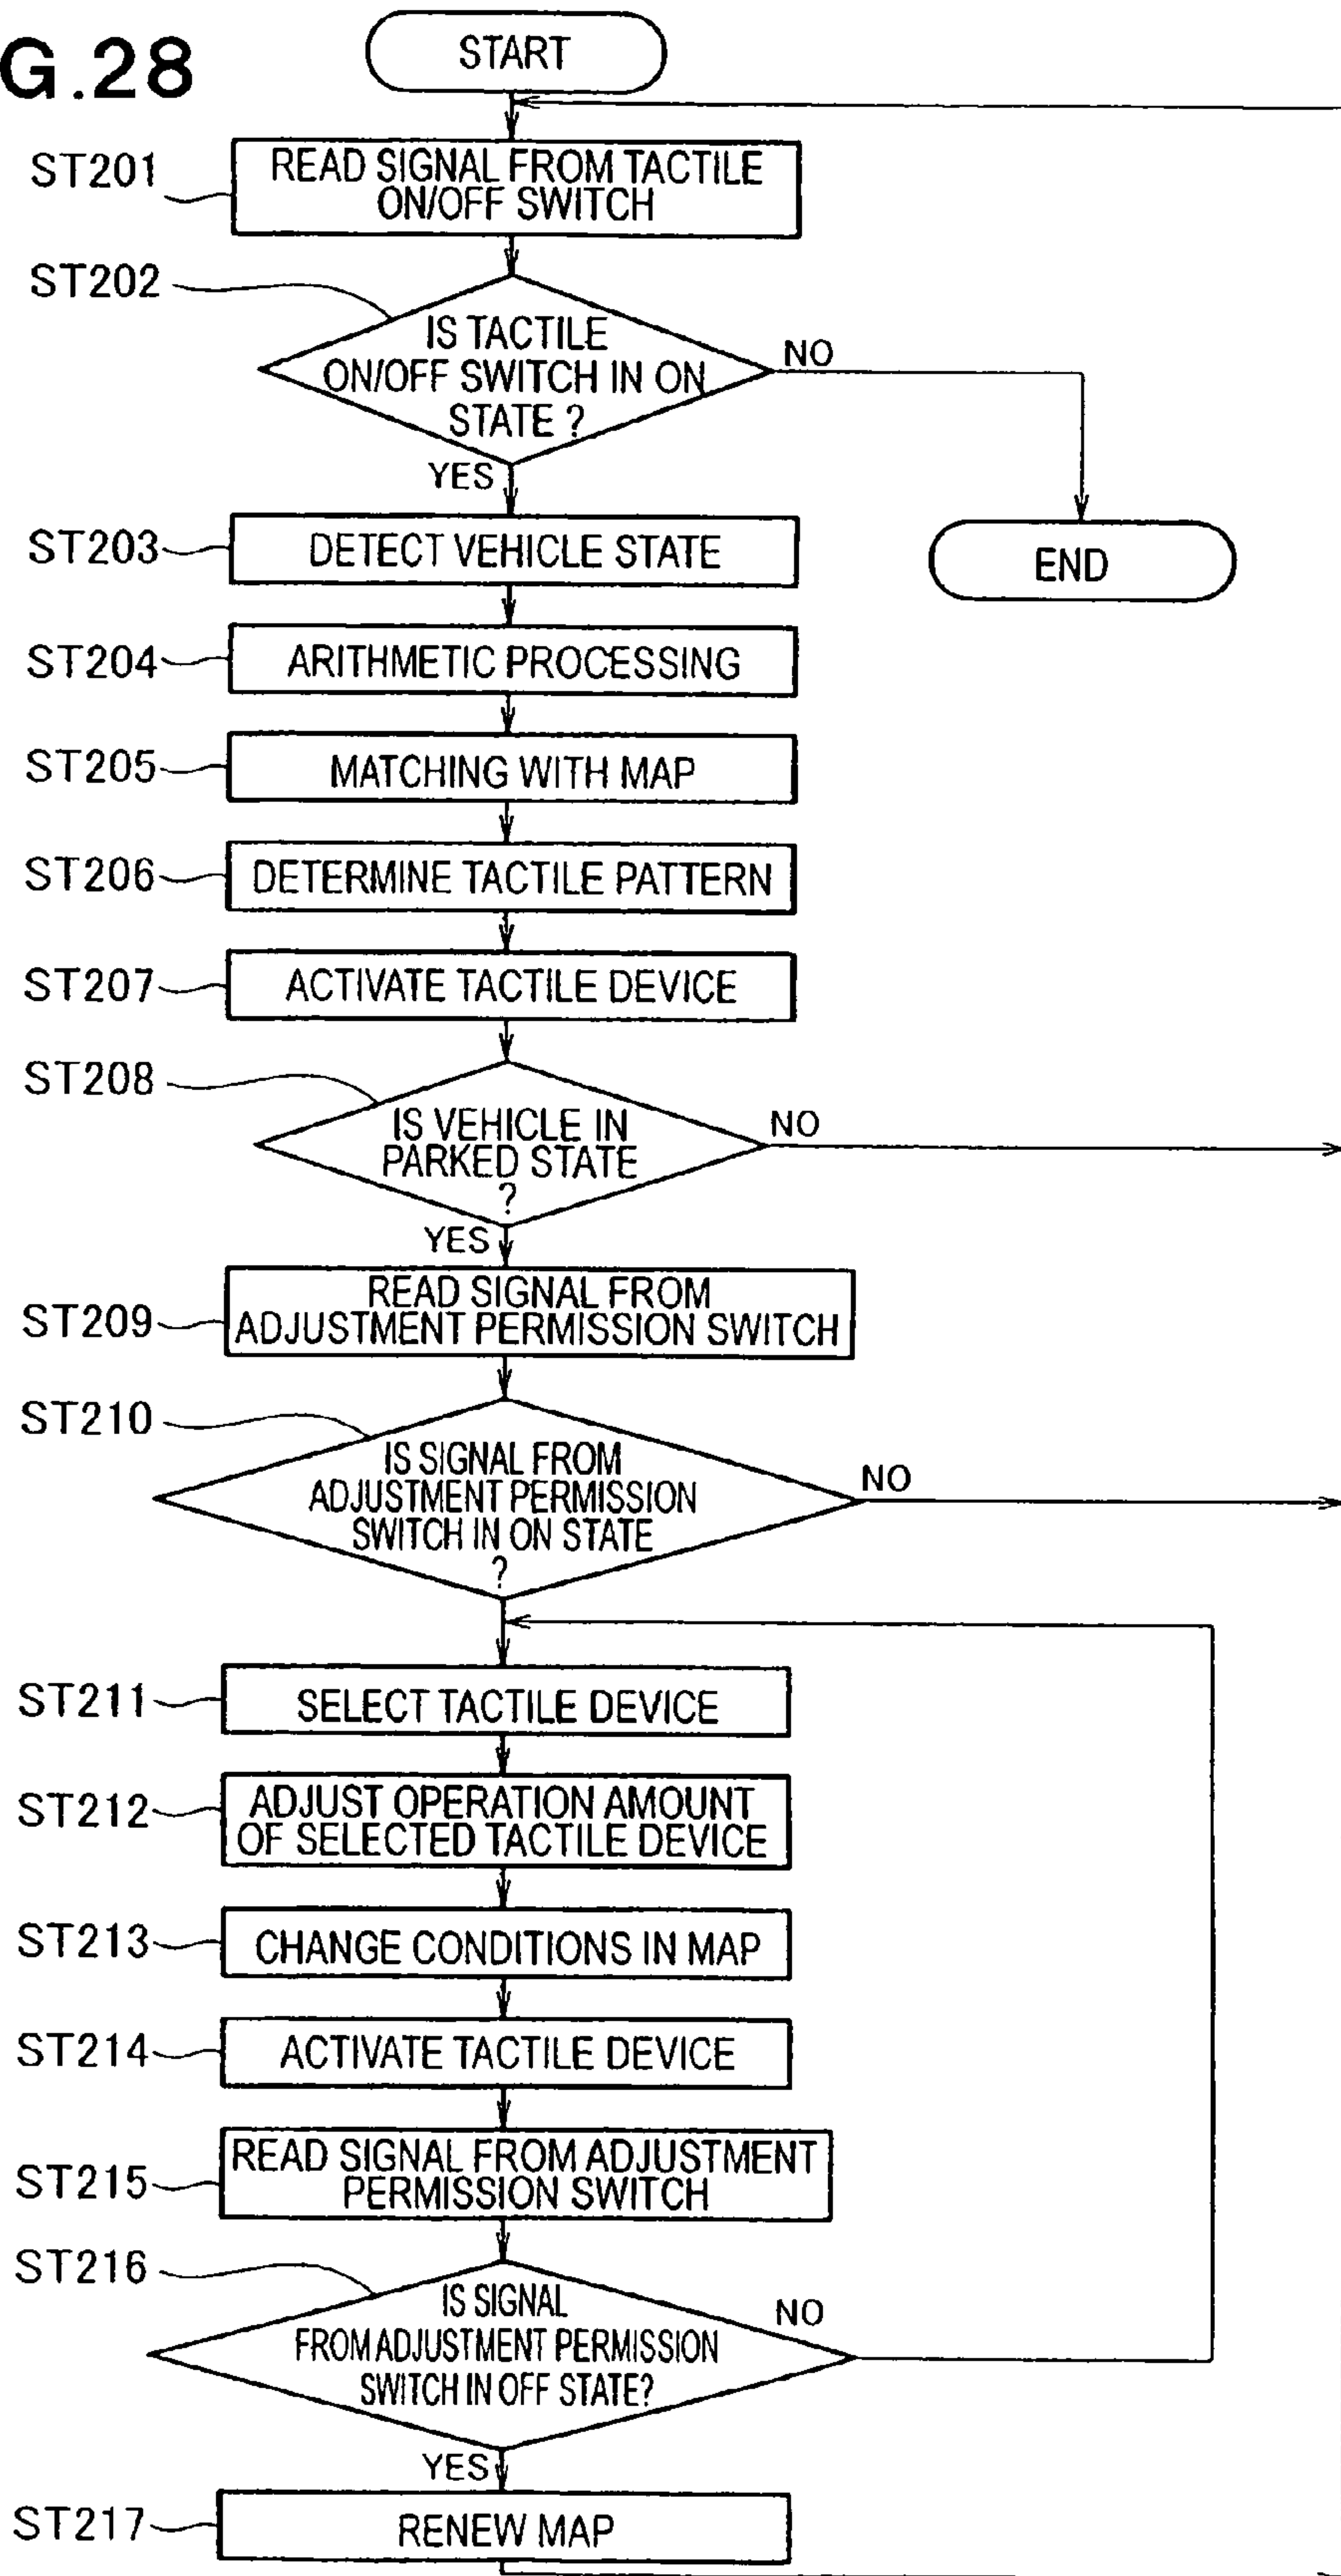 G.28
START
ST201
READ SIGNAL FROM TACTILE
ON/OFF SWITCH
ST202
IS TACTILE
ON/OFF SWITCH IN ON
STATE ?
NO
YES
END
ST203
DETECT VEHICLE STATE
ST204
ARITHMETIC PROCESSING
ST205
MATCHING WITH MAP
ST206
DETERMINE TACTILE PATTERN
ST207
ACTIVATE TACTILE DEVICE
ST208
IS VEHICLE IN
PARKED STATE
?
NO
YES
ST209
READ SIGNAL FROM
ADJUSTMENT PERMISSION SWITCH
ST210
IS SIGNAL FROM
ADJUSTMENT PERMISSION
SWITCH IN ON STATE
?
NO
ST211
SELECT TACTILE DEVICE
ST212
ADJUST OPERATION AMOUNT
OF SELECTED TACTILE DEVICE
ST213
CHANGE CONDITIONS IN MAP
ST214
ACTIVATE TACTILE DEVICE
ST215
READ SIGNAL FROM ADJUSTMENT
PERMISSION SWITCH
ST216
IS SIGNAL
FROM ADJUSTMENT PERMISSION
SWITCH IN OFF STATE?
NO
YES
ST217
RENEW MAP